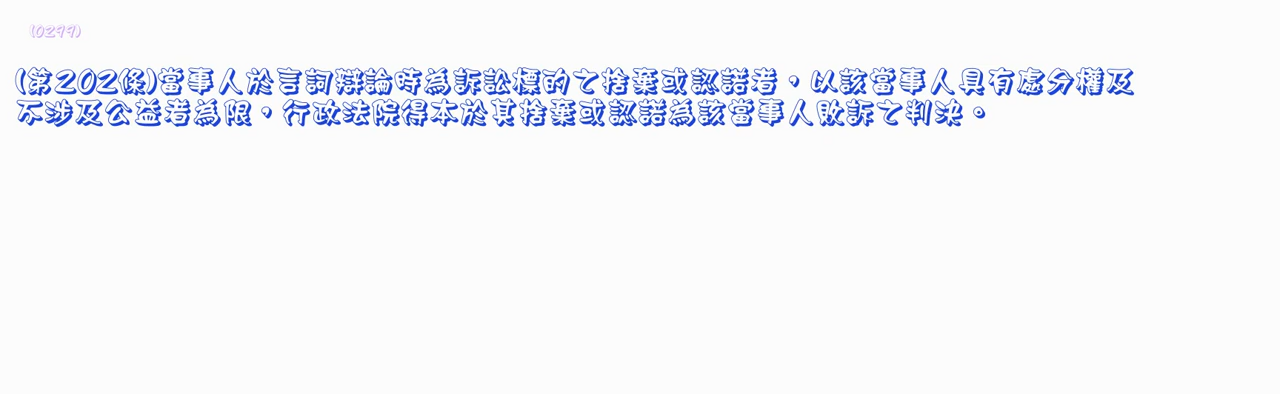 (0299)
(第202條)當事人於言詞辯論時為訴訟標的之捨棄或認諾者，以該當事人具有處分權及
不涉及公益者為限，行政法院得本於其捨棄或認諾為該當事人敗訴之判決。